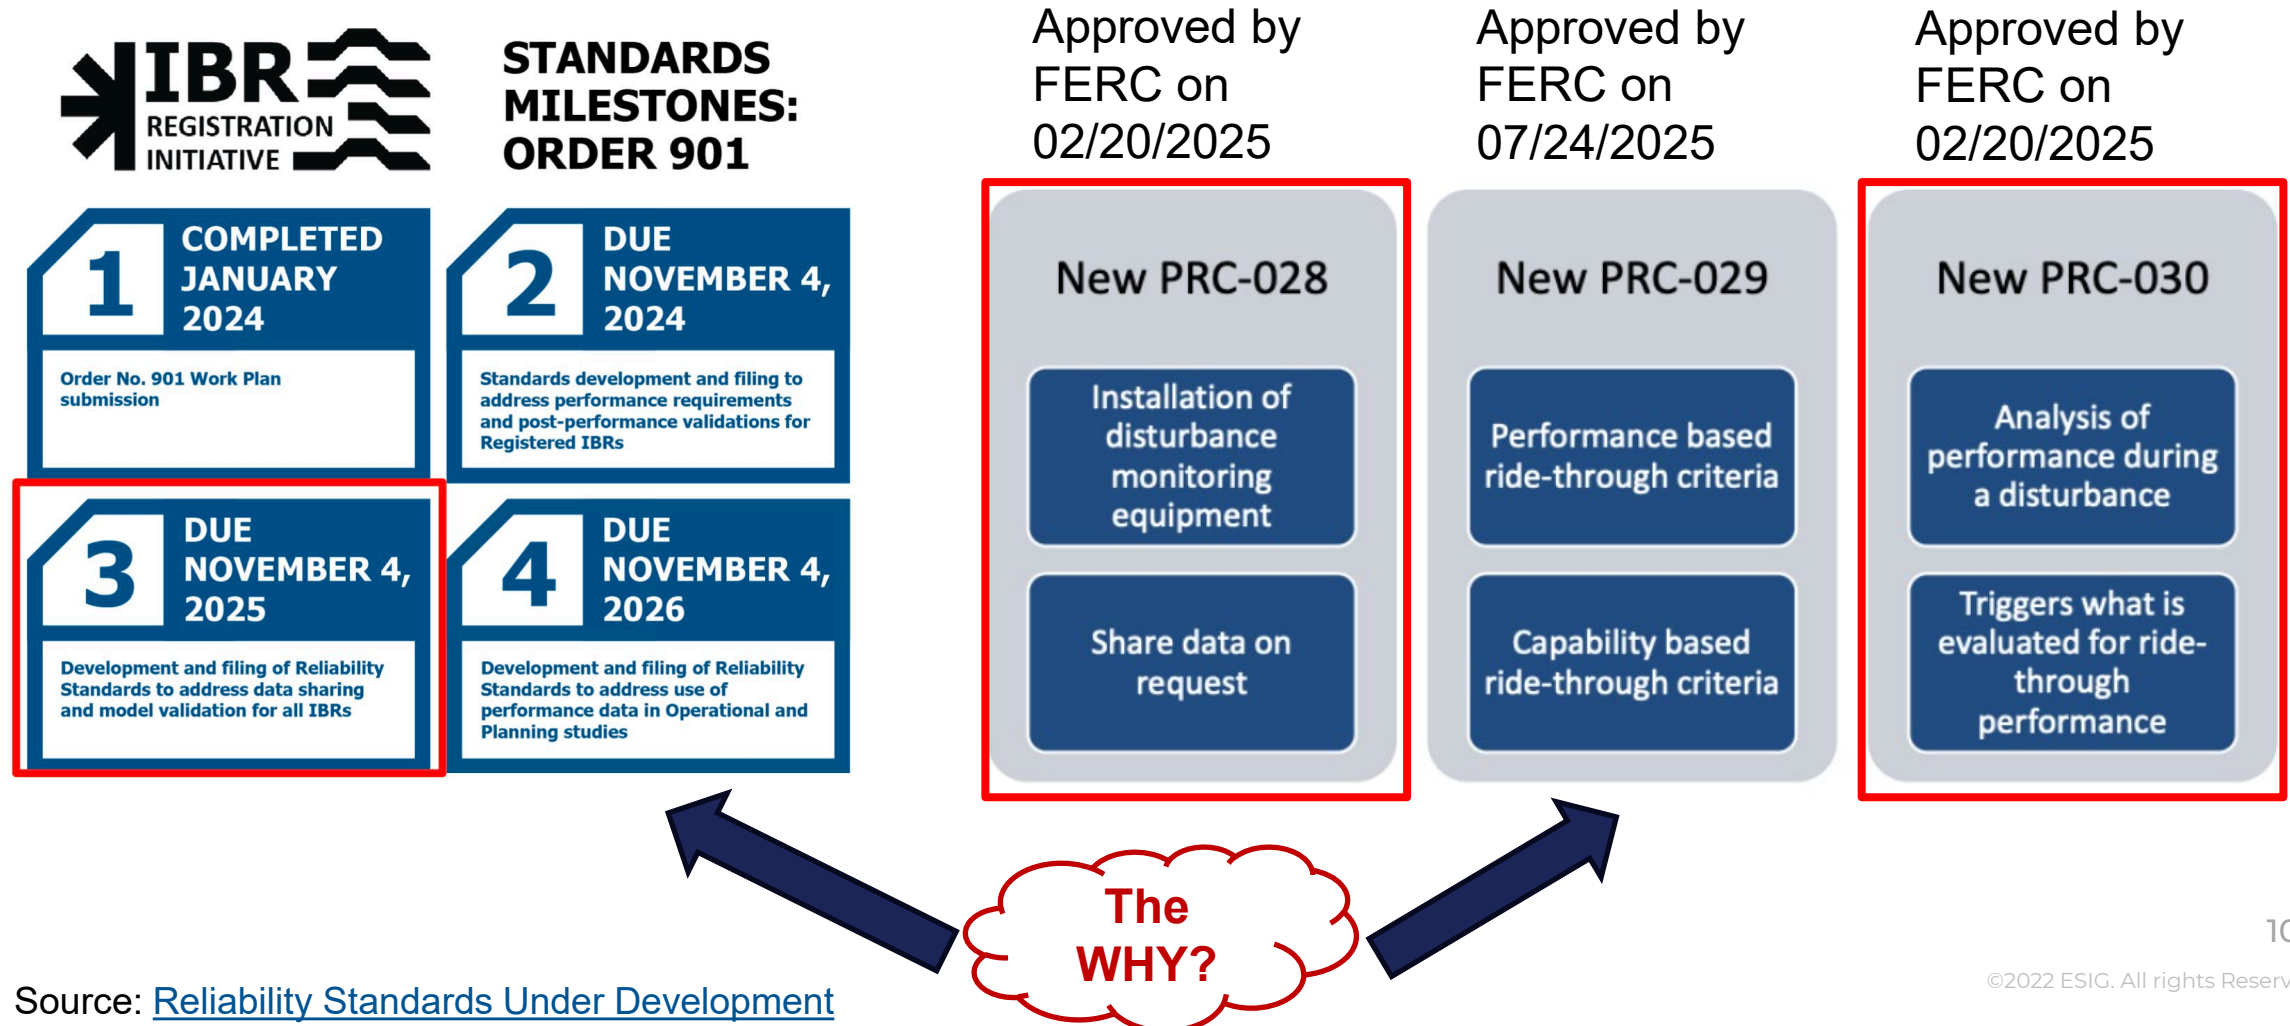 IBR
REGISTRATION
INITIATIVE
STANDARDS
MILESTONES:
ORDER 901
1
COMPLETED
JANUARY
2024
Order No. 901 Work Plan
submission
2
DUE
NOVEMBER 4,
2024
Standards development and filing to
address performance requirements
and post-performance validations for
Registered IBRs
3
DUE
NOVEMBER 4,
2025
Development and filing of Reliability
Standards to address data sharing
and model validation for all IBRs
4
DUE
NOVEMBER 4,
2026
Development and filing of Reliability
Standards to address use of
performance data in Operational and
Planning studies
Approved by
FERC on
02/20/2025
New PRC-028
Installation of
disturbance
monitoring
equipment
Share data on
request
Approved by
FERC on
07/24/2025
New PRC-029
Performance based
ride-through criteria
Capability based
ride-through criteria
Approved by
FERC on
02/20/2025
New PRC-030
Analysis of
performance during
a disturbance
Triggers what is
evaluated for ride-
through
performance
The
WHY?
Source: Reliability Standards Under Development
10
©2022 ESIG. All rights Reserv